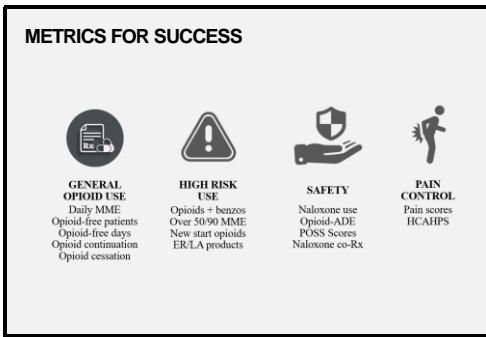 METRICS FOR SUCCESS
Rx
GENERAL
OPIOID USE
Daily MME
Opioid-free patients
Opioid-free days
Opioid continuation
Opioid cessation
HIGH RISK
USE
Opioids + benzos
Over 50/90 MME
New start opioids
ER/LA products
SAFETY
Naloxone use
Opioid-ADE
POSS Scores
Naloxone co-Rx
PAIN
CONTROL
Pain scores
HCAHPS